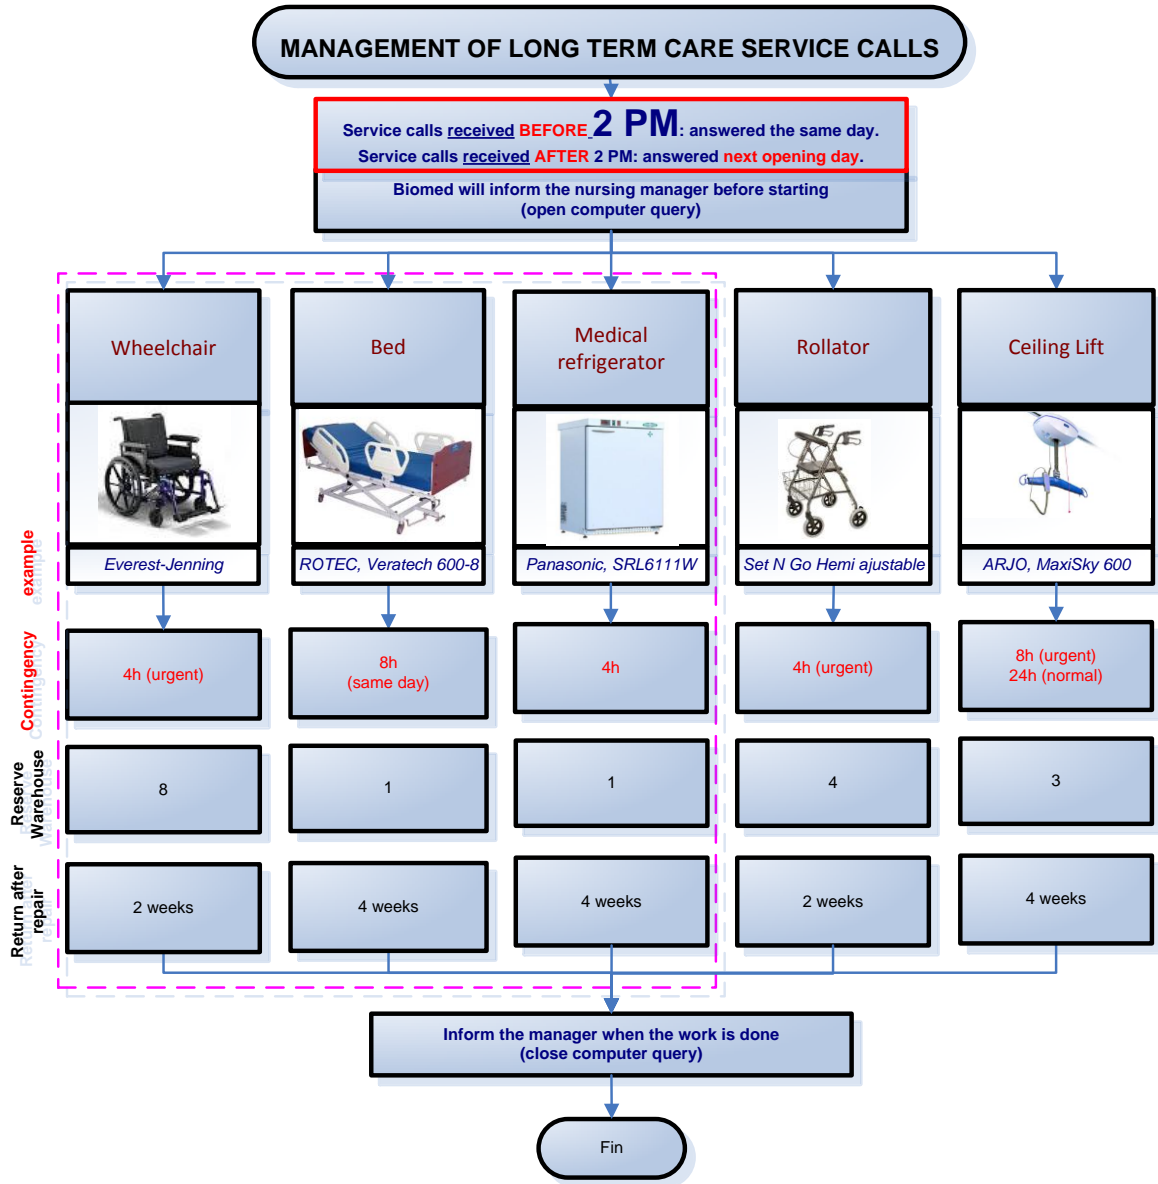 MANAGEMENT OF LONG TERM CARE SERVICE CALLS
Service calls received BEFORE 2 PM: answered the same day.
Service calls received AFTER 2 PM: answered next opening day.
Biomed will inform the nursing manager before starting
(open computer query)
Wheelchair
Bed
Medical
refrigerator
Rollator
Ceiling Lift
example
Everest-Jenning
ROTEC, Veratech 600-8
Panasonic, SRL6111W
Set N Go Hemi ajustable
ARJO, MaxiSky 600
Contingency
4h (urgent)
8h
(same day)
4h
4h (urgent)
8h (urgent)
24h (normal)
Reserve
Warehouse
8
1
1
4
3
Return after
repair
2 weeks
4 weeks
4 weeks
2 weeks
4 weeks
Inform the manager when the work is done
(close computer query)
Fin